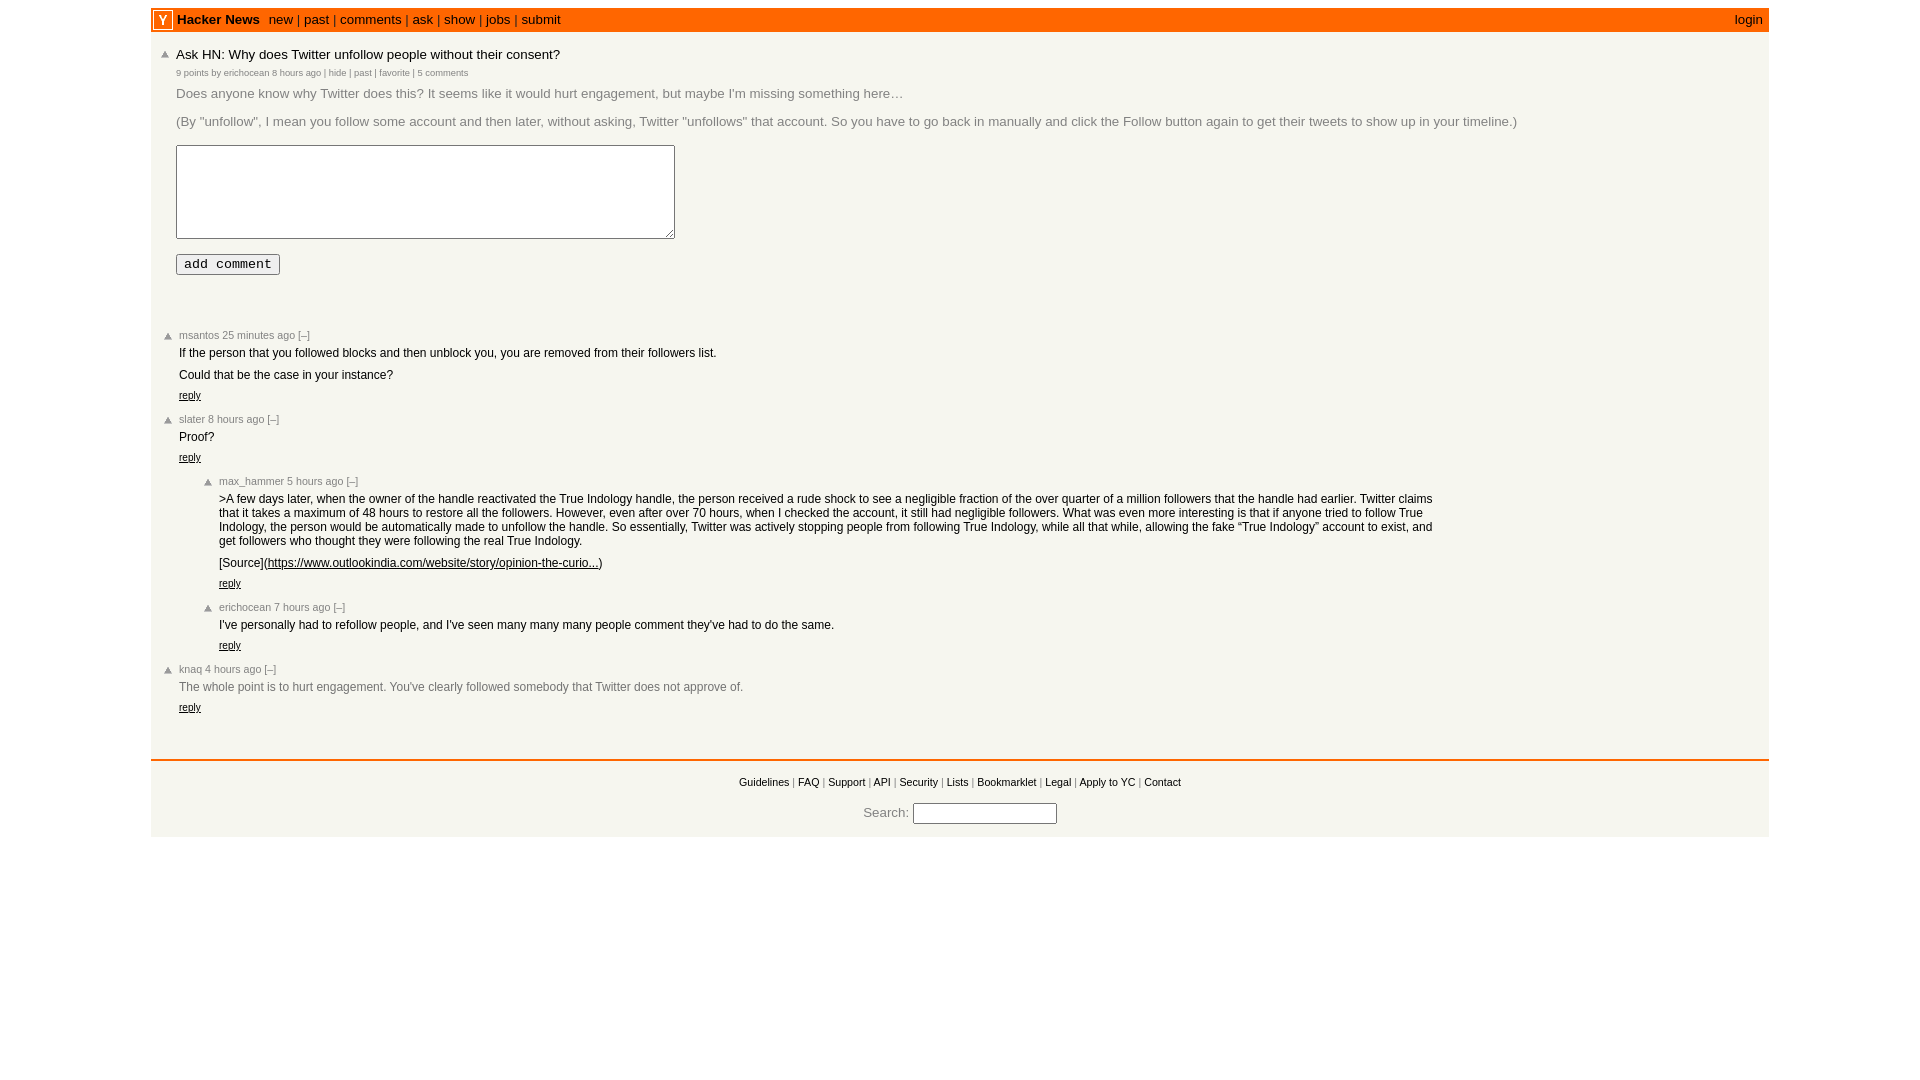 Y Hacker News new | past | comments | ask | show | jobs | submit login
Ask HN: Why does Twitter unfollow people without their consent?
9 points by erichocean 8 hours ago | hide | past | favorite | 5 comments
Does anyone know why Twitter does this? It seems like it would hurt engagement, but maybe I'm missing something here…
(By "unfollow", I mean you follow some account and then later, without asking, Twitter "unfollows" that account. So you have to go back in manually and click the Follow button again to get their tweets to show up in your timeline.)
add comment
msantos 25 minutes ago [–]
If the person that you followed blocks and then unblock you, you are removed from their followers list.
Could that be the case in your instance?
reply
slater 8 hours ago [–]
Proof?
reply
max_hammer 5 hours ago [–]
>A few days later, when the owner of the handle reactivated the True Indology handle, the person received a rude shock to see a negligible fraction of the over quarter of a million followers that the handle had earlier. Twitter claims
that it takes a maximum of 48 hours to restore all the followers. However, even after over 70 hours, when I checked the account, it still had negligible followers. What was even more interesting is that if anyone tried to follow True
Indology, the person would be automatically made to unfollow the handle. So essentially, Twitter was actively stopping people from following True Indology, while all that while, allowing the fake “True Indology” account to exist, and
get followers who thought they were following the real True Indology.
[Source](https://www.outlookindia.com/website/story/opinion-the-curio...)
reply
erichocean 7 hours ago [–]
I've personally had to refollow people, and I've seen many many many people comment they've had to do the same.
reply
knaq 4 hours ago [–]
The whole point is to hurt engagement. You've clearly followed somebody that Twitter does not approve of.
reply
Guidelines | FAQ | Support | API | Security | Lists | Bookmarklet | Legal | Apply to YC | Contact
Search: